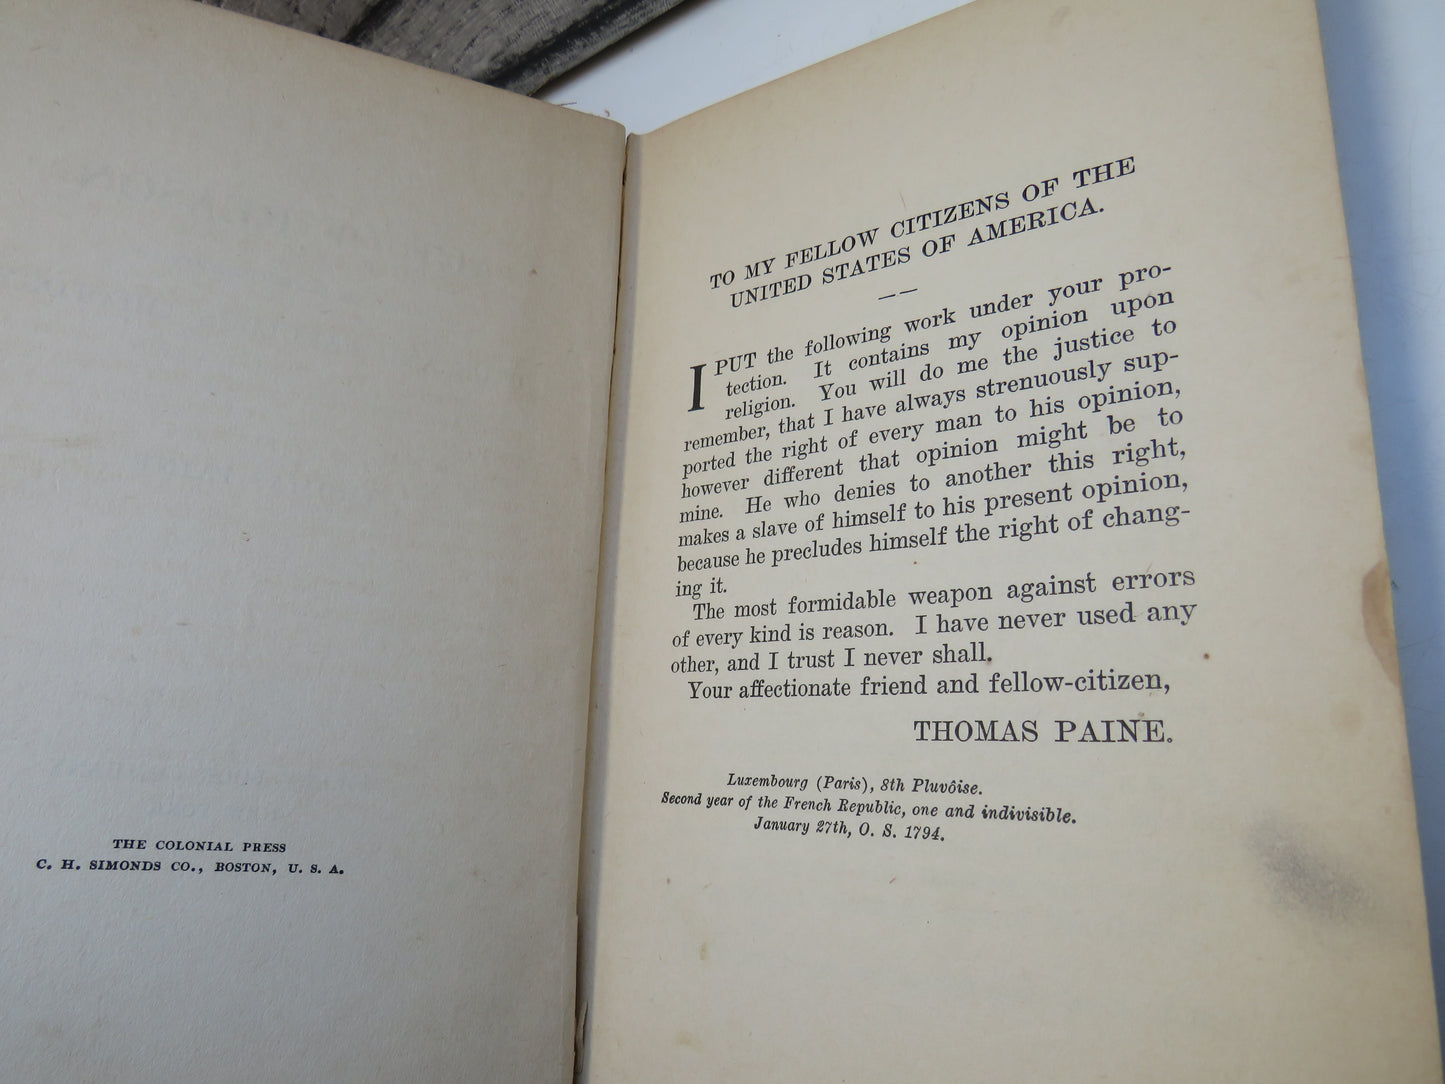 THE COLONIAL PRESS
C. H. SIMONDS CO., BOSTON, U. S. A.
TO MY FELLOW CITIZENS OF THE
UNITED STATES OF AMERICA.
I PUT the following work under your pro-
tection. It contains my opinion upon
religion. You will do me the justice to
remember, that I have always strenuously sup-
ported the right of every man to his opinion,
however different that opinion might be to
mine. He who denies to another this right,
makes a slave of himself to his present opinion,
because he precludes himself the right of chang-
ing it.
The most formidable weapon against errors
of every kind is reason. I have never used any
other, and I trust I never shall.
Your affectionate friend and fellow-citizen,
THOMAS PAINE.
Luxembourg (Paris), 8th Pluvôise.
Second year of the French Republic, one and indivisible.
January 27th, O. S. 1794.